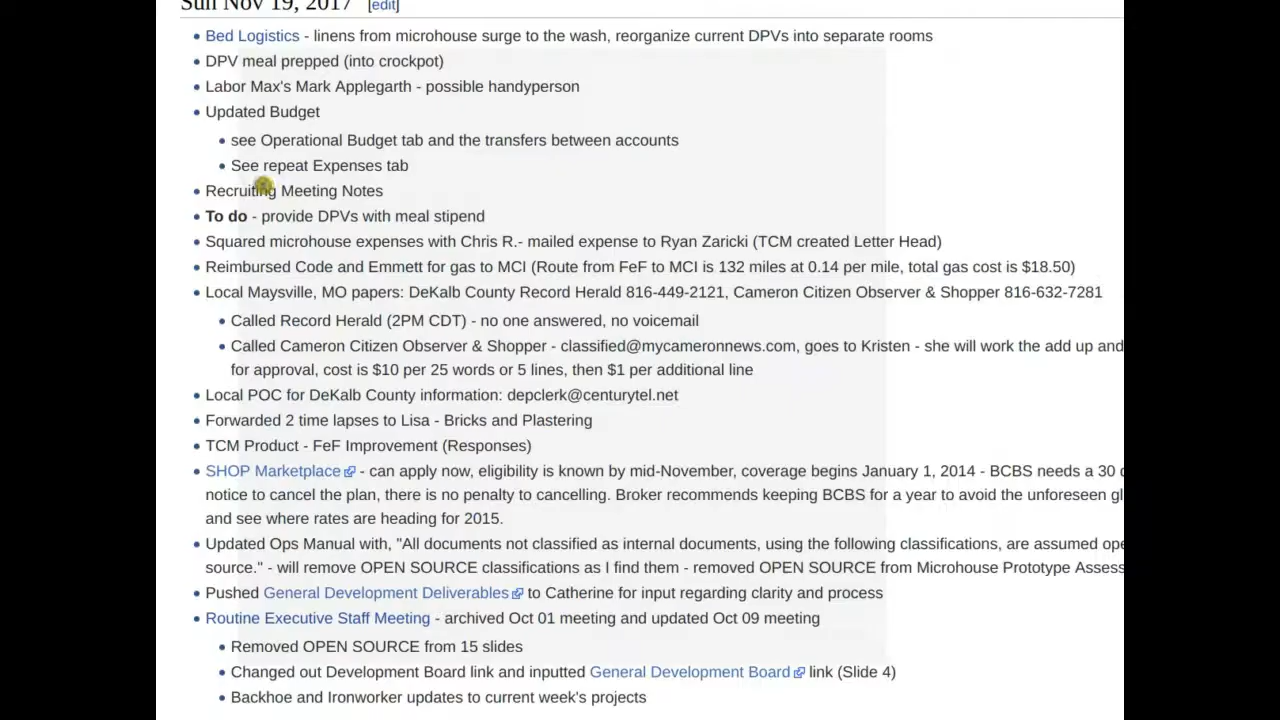 Sun Nov 19, 2017 [edit]
Bed Logistics - linens from microhouse surge to the wash, reorganize current DPVs into separate rooms
DPV meal prepped (into crockpot)
Labor Max's Mark Applegarth - possible handyperson
Updated Budget
see Operational Budget tab and the transfers between accounts
See repeat Expenses tab
Recruiting Meeting Notes
To do - provide DPVs with meal stipend
Squared microhouse expenses with Chris R.- mailed expense to Ryan Zaricki (TCM created Letter Head)
Reimbursed Code and Emmett for gas to MCI (Route from FeF to MCI is 132 miles at 0.14 per mile, total gas cost is $18.50)
Local Maysville, MO papers: DeKalb County Record Herald 816-449-2121, Cameron Citizen Observer & Shopper 816-632-7281
Called Record Herald (2PM CDT) - no one answered, no voicemail
Called Cameron Citizen Observer & Shopper - classified@mycameronnews.com, goes to Kristen - she will work the add up and
for approval, cost is $10 per 25 words or 5 lines, then $1 per additional line
Local POC for DeKalb County information: depclerk@centurytel.net
Forwarded 2 time lapses to Lisa - Bricks and Plastering
TCM Product - FeF Improvement (Responses)
SHOP Marketplace - can apply now, eligibility is known by mid-November, coverage begins January 1, 2014 - BCBS needs a 30
notice to cancel the plan, there is no penalty to cancelling. Broker recommends keeping BCBS for a year to avoid the unforeseen
and see where rates are heading for 2015.
Updated Ops Manual with, "All documents not classified as internal documents, using the following classifications, are assumed
source." - will remove OPEN SOURCE classifications as I find them - removed OPEN SOURCE from Microhouse Prototype
Pushed General Development Deliverables to Catherine for input regarding clarity and process
Routine Executive Staff Meeting - archived Oct 01 meeting and updated Oct 09 meeting
Removed OPEN SOURCE from 15 slides
Changed out Development Board link and inputted General Development Board link (Slide 4)
Backhoe and Ironworker updates to current week's projects